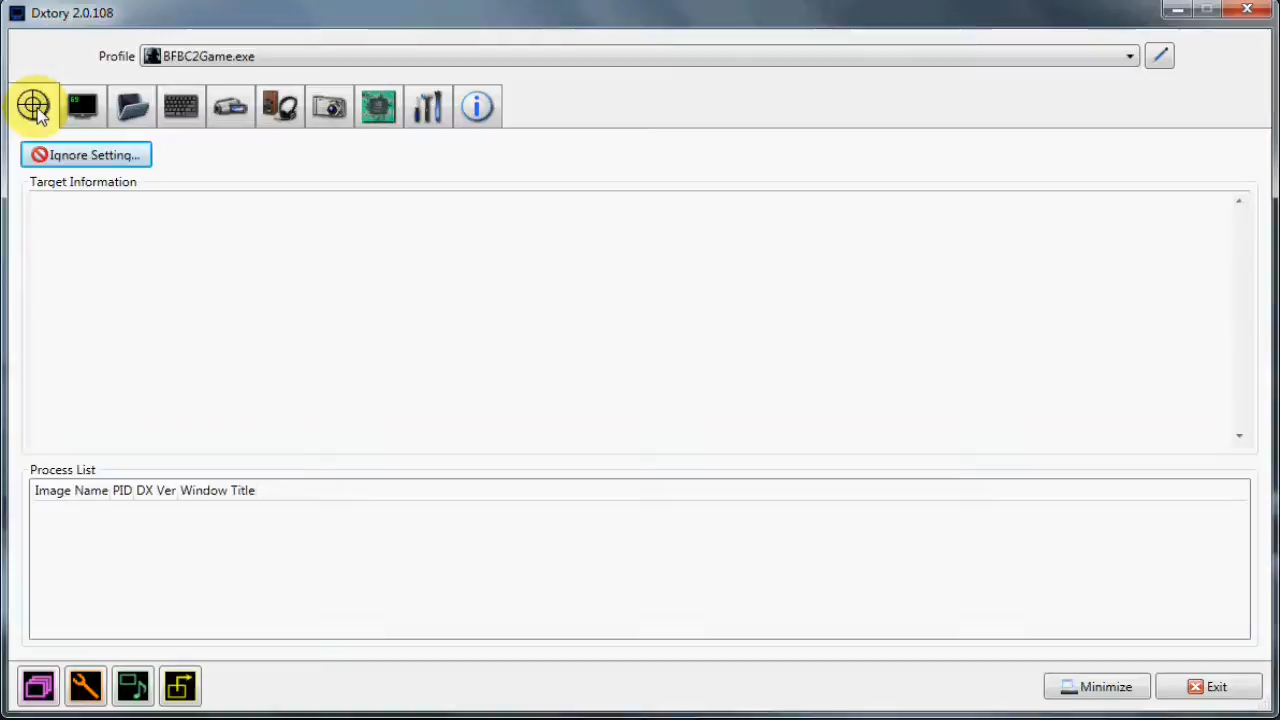 Dxtory 2.0.108
Profile
BFBC2Game.exe
69
Ignore Setting...
Target Information
Process List
Image Name PID DX Ver Window Title
Minimize
Exit